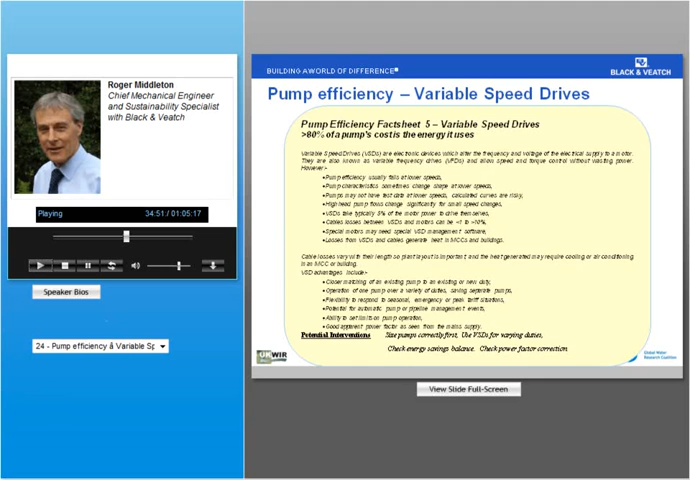 Roger Middleton
Chief Mechanical Engineer
and Sustainability Specialist
with Black & Veatch
Playing
34:51 / 01:05:17
Speaker Bios
24 - Pump efficiency â Variable Sp
BUILDING A WORLD OF DIFFERENCE®
BLACK & VEATCH
Pump efficiency – Variable Speed Drives
Pump Efficiency Factsheet 5 – Variable Speed Drives
>80% of a pump's cost is the energy it uses
Variable Speed Drives (VSDs) are electronic devices which alter the frequency and voltage of the electrical supply to a motor.
They are also known as variable frequency drives (VFDs) and allow speed and torque control without wasting power.
However:-
•Pump efficiency usually falls at lower speeds,
•Pump characteristics sometimes change shape at lower speeds,
•Pumps may not have test data at lower speeds, calculated curves are risky,
•High head pump flows change significantly for small speed changes,
•VSDs take typically 5% of the motor power to drive themselves,
•Cables losses between VSDs and motors can be <1 to >10%,
•Special motors may need special VSD management software,
•Losses from VSDs and cables generate heat in MCCs and buildings.
Cable losses vary with their length so plant layout is important and the heat generated may require cooling or air conditioning
in an MCC or building.
VSD advantages include:-
•Closer matching of an existing pump to an existing or new duty,
•Operation of one pump over a variety of duties, saving separate pumps,
•Flexibility to respond to seasonal, emergency or peak tariff situations,
•Potential for automatic pump or pipeline management events,
•Ability to set limits on pump operation,
•Good apparent power factor as seen from the mains supply.
Potential Interventions Size pumps correctly first, Use VSDs for varying duties,
Check energy savings balance. Check power factor correction
UKWIR
Global Water
Research Coalition
View Slide Full-Screen